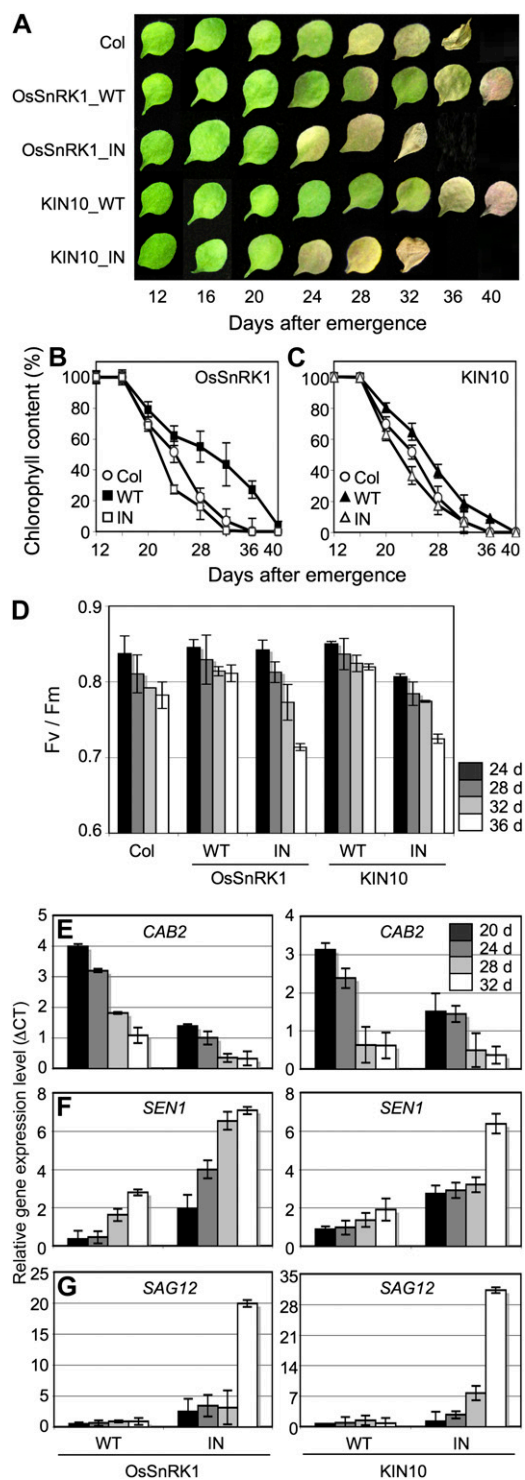 A
Col
OsSnRK1_WT
OsSnRK1_IN
KIN10_WT
KIN10_IN
12 16 20 24 28 32 36 40
Days after emergence
B OsSnRK1
C KIN10
Chlorophyll content (%)
100
80
60
40
20
0
Col
WT
IN
12 20 28 36 40
100
80
60
40
20
0
Col
WT
IN
12 20 28 36 40
Days after emergence
D
Fv / Fm
0.9
0.8
0.7
0.6
24 d
28 d
32 d
36 d
Col WT IN WT IN
OsSnRK1 KIN10
Relative gene expression level (ΔCT)
E CAB2
5
4
3
2
1
0
CAB2
4
3
2
1
0
20 d
24 d
28 d
32 d
F SEN1
8
6
4
2
0
SEN1
8
6
4
2
0
G SAG12
25
20
15
10
5
0
SAG12
35
28
21
14
7
0
WT IN WT IN
OsSnRK1 KIN10